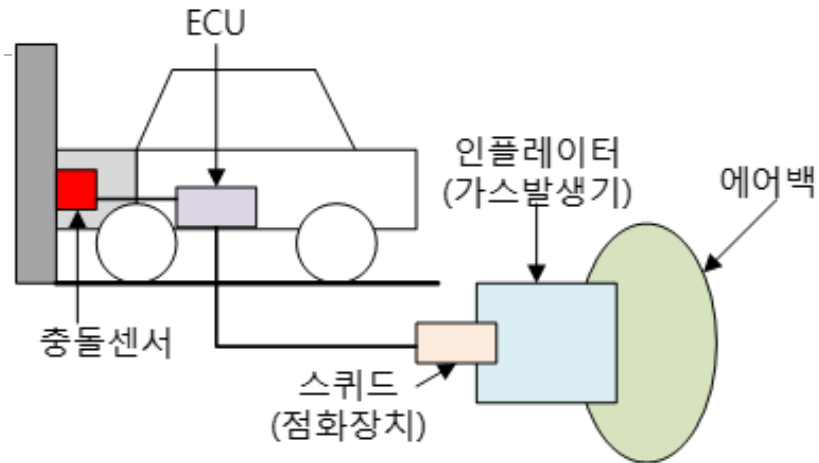 ECU
인플레이터
(가스발생기)
에어백
충돌센서
스퀴드
(점화장치)